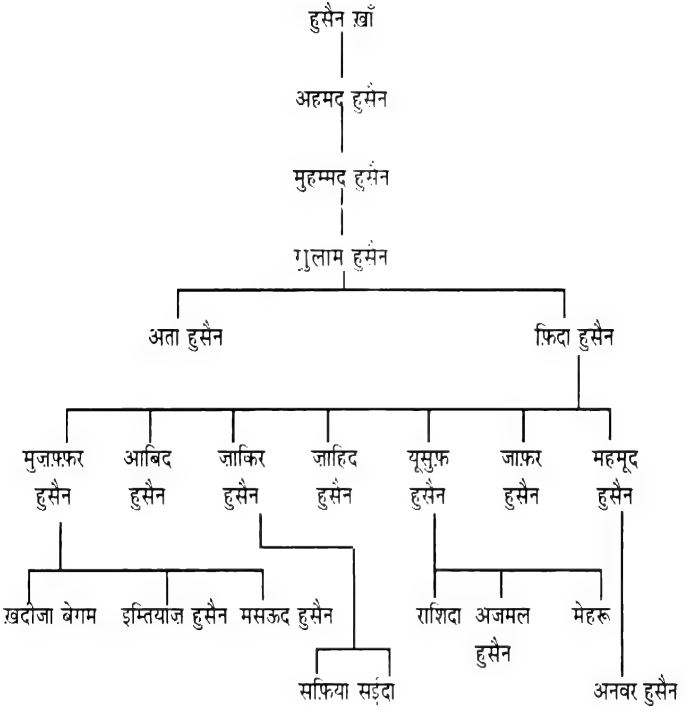 हुसैन ख़ाँ
अहमद हुसैन
मुहम्मद हुसैन
ग़ुलाम हुसैन
अता हुसैन फ़िदा हुसैन
मुज़फ़्फ़र आबिद ज़ाकिर ज़ाहिद यूसुफ़ जाफ़र महमूद
हुसैन हुसैन हुसैन हुसैन हुसैन हुसैन हुसैन
ख़दीजा बेगम इम्तियाज़ हुसैन मसऊद हुसैन राशिदा अजमल मेहरू
हुसैन
सफ़िया सईदा अनवर हुसैन